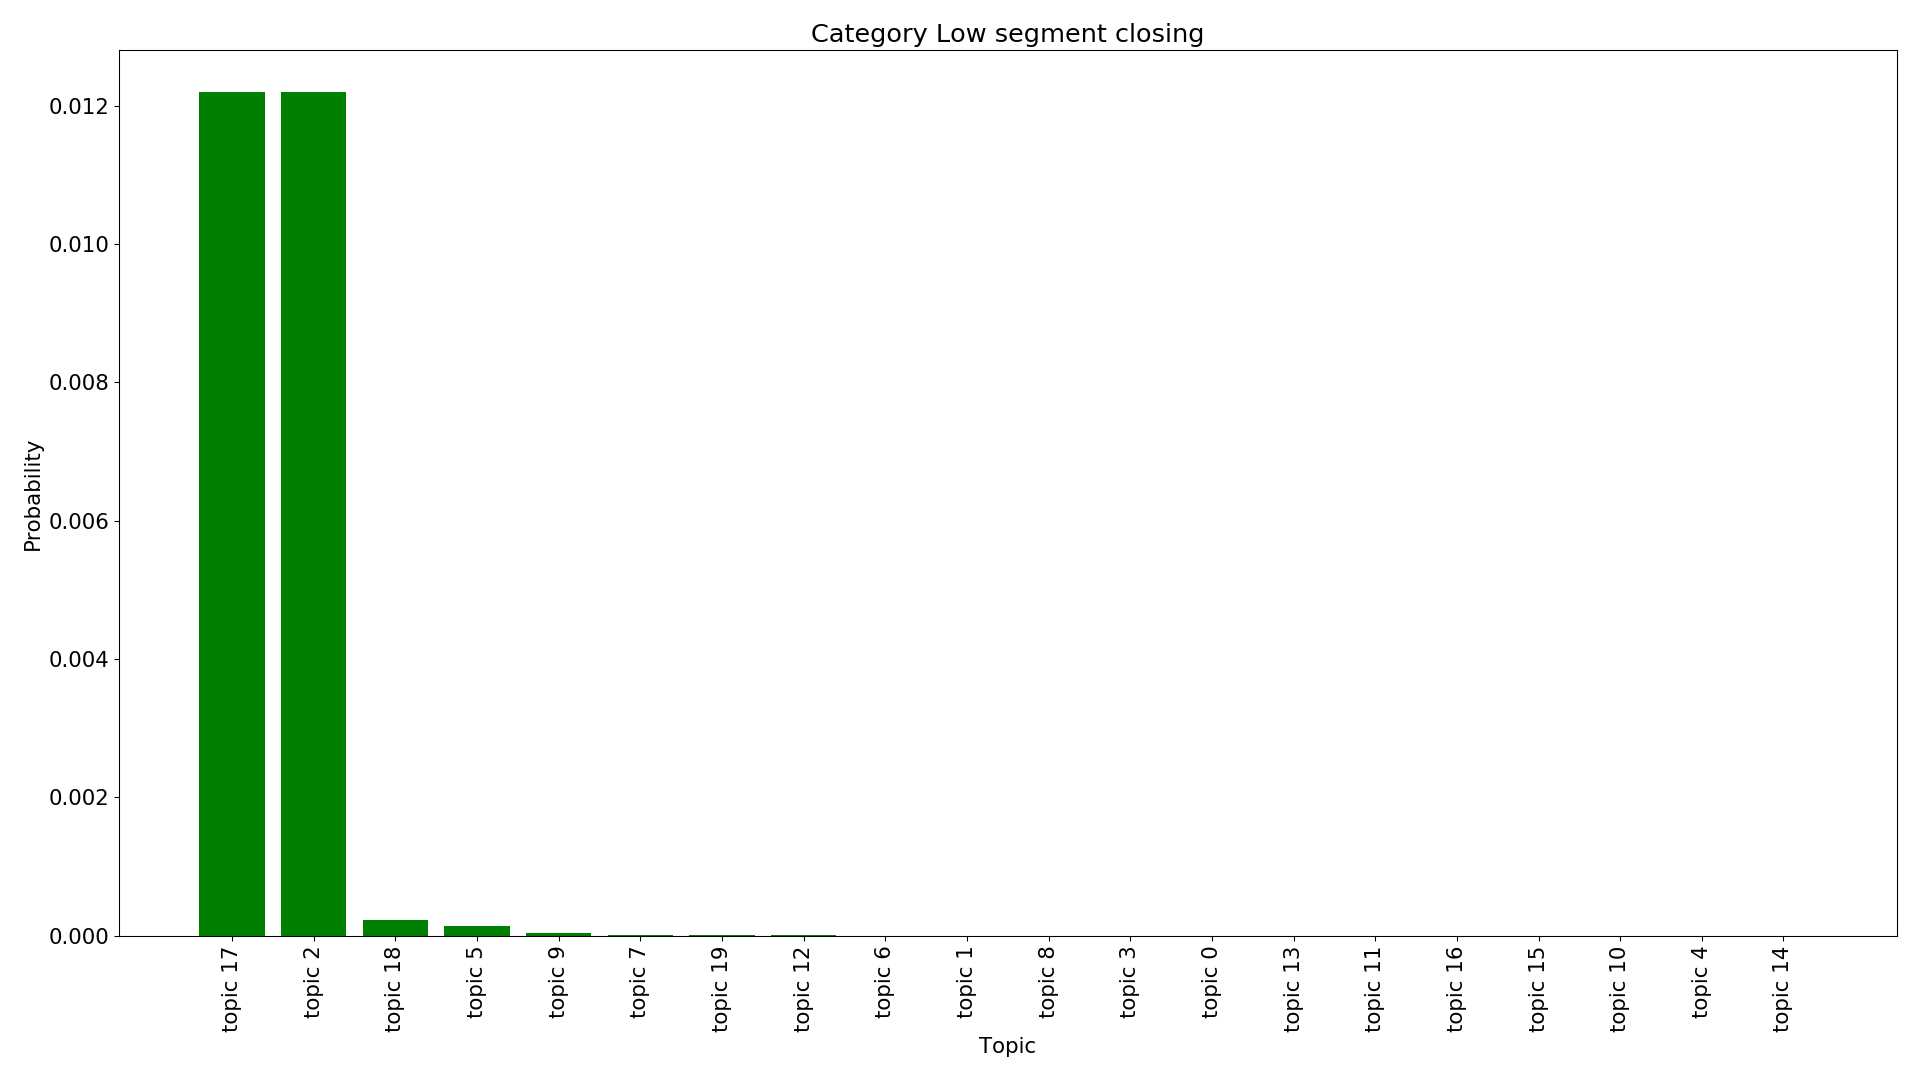 Category Low segment closing
0.012
0.010
0.008
0.006
0.004
0.002
0.000
Probability
topic 17
topic 2
topic 18
topic 5
topic 9
topic 7
topic 19
topic 12
topic 6
topic 1
topic 8
topic 3
topic 0
topic 13
topic 11
topic 16
topic 15
topic 10
topic 4
topic 14
Topic